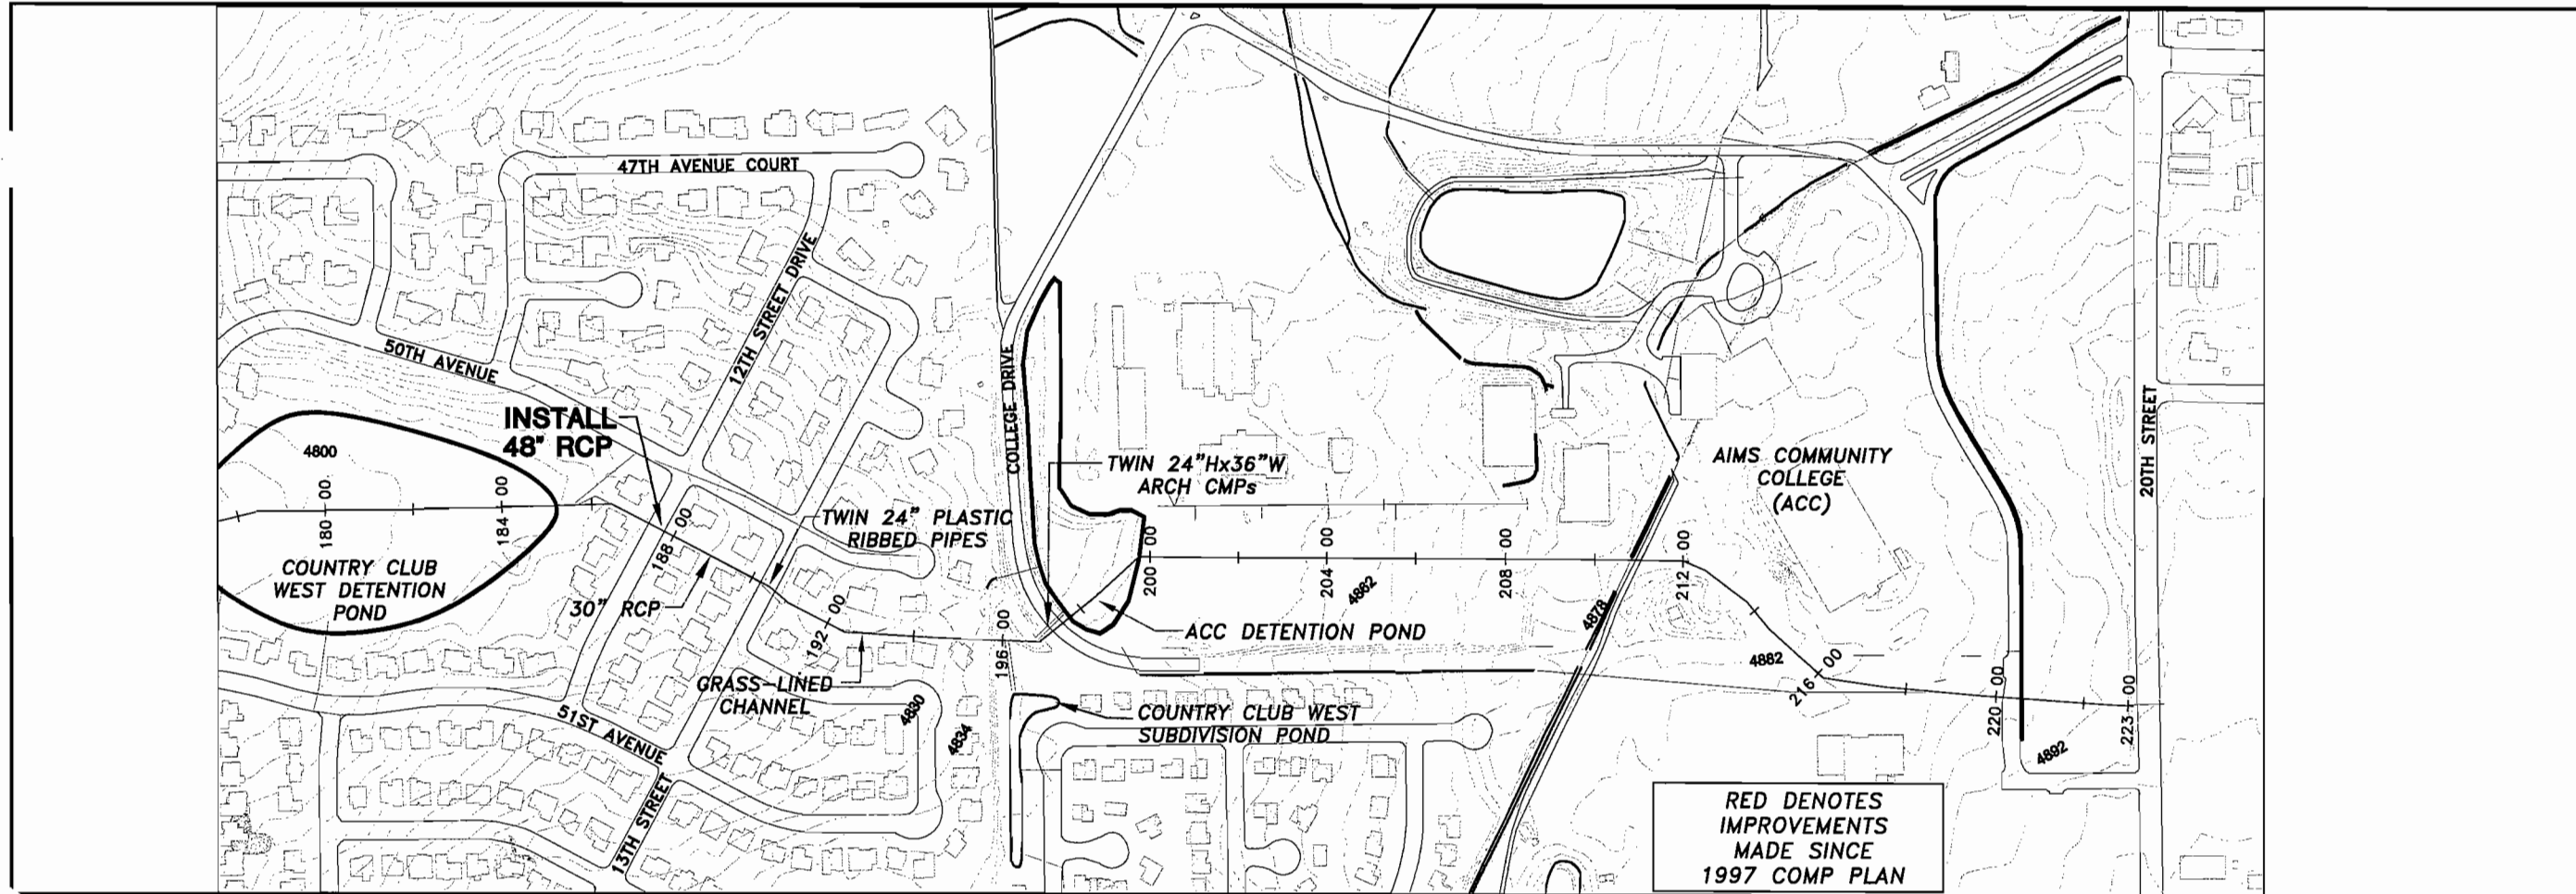 47TH AVENUE COURT
12TH STREET DRIVE
50TH AVENUE
INSTALL
48" RCP
4800
180+00
184+00
COUNTRY CLUB
WEST DETENTION
POND
188+00
30" RCP
TWIN 24" PLASTIC
RIBBED PIPES
192+00
GRASS-LINED
CHANNEL
51ST AVENUE
13TH STREET
4830
4834
196+00
COLLEGE DRIVE
TWIN 24"Hx36"W
ARCH CMPs
200+00
204+00
4862
208+00
ACC DETENTION POND
COUNTRY CLUB WEST
SUBDIVISION POND
4878
212+00
AIMS COMMUNITY
COLLEGE
(ACC)
4882
216+00
220+00
4892
223+00
20TH STREET
RED DENOTES
IMPROVEMENTS
MADE SINCE
1997 COMP PLAN